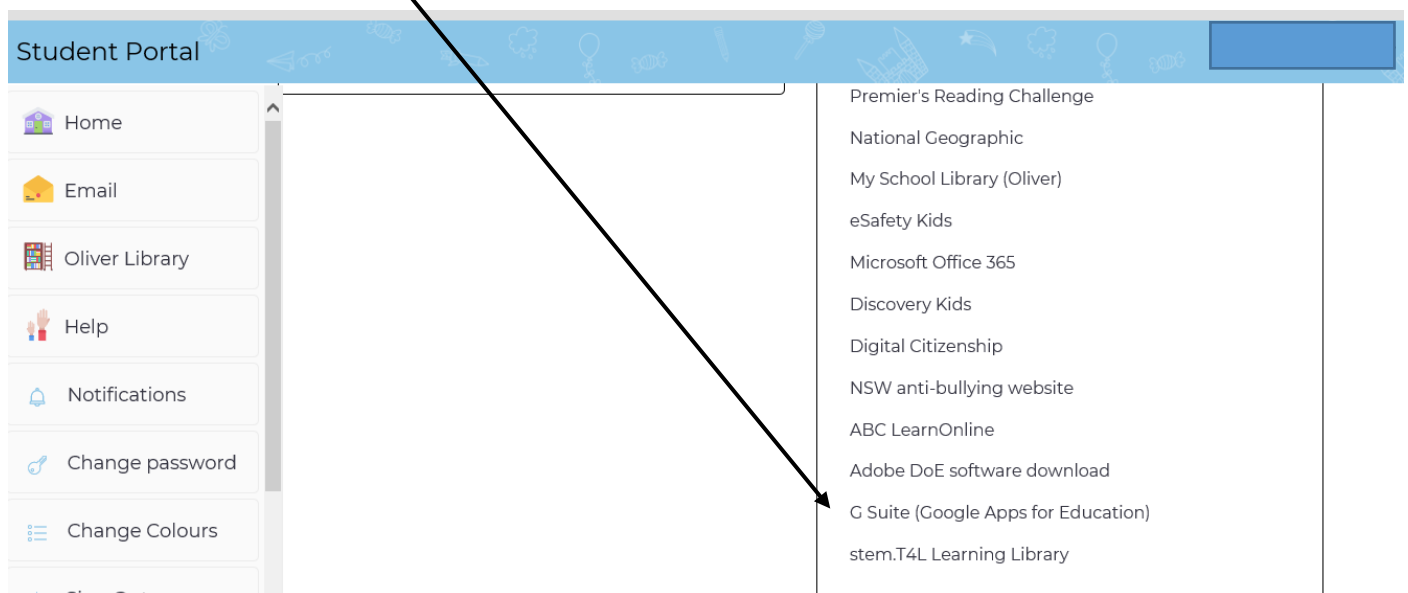 Student Portal
Home
Email
Oliver Library
Help
Notifications
Change password
Change Colours
Premier's Reading Challenge
National Geographic
My School Library (Oliver)
eSafety Kids
Microsoft Office 365
Discovery Kids
Digital Citizenship
NSW anti-bullying website
ABC LearnOnline
Adobe DoE software download
G Suite (Google Apps for Education)
stem.T4L Learning Library